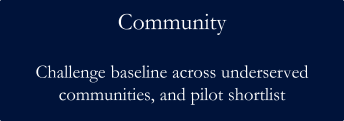 Community
Challenge baseline across underserved
communities, and pilot shortlist